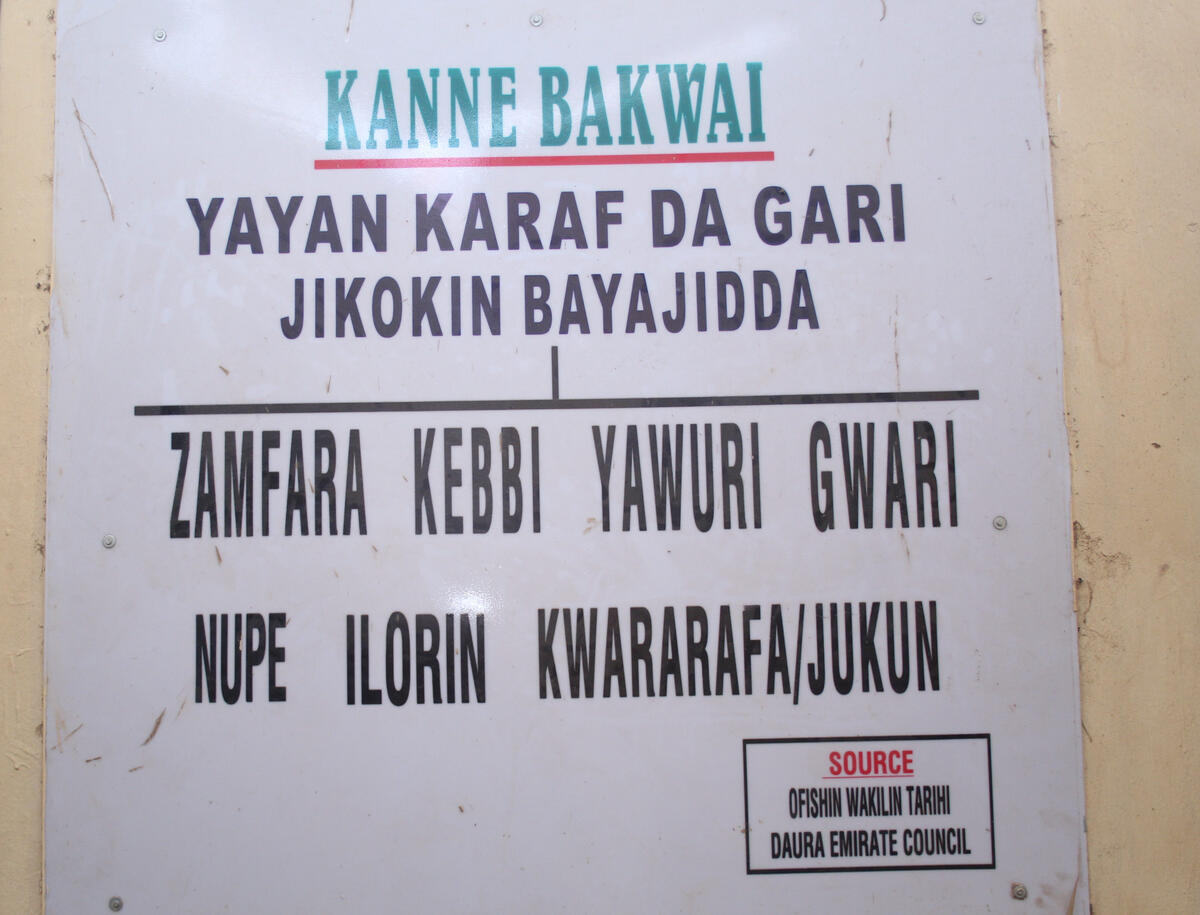 KANNE BAKWAI
YAYAN KARAF DA GARI
JIKOKIN BAYAJIDDA
ZAMFARA KEBBI YAWURI GWARI
NUPE ILORIN KWARARAFA/JUKUN
SOURCE
OFISHIN WAKILIN TARIHI
DAURA EMIRATE COUNCIL